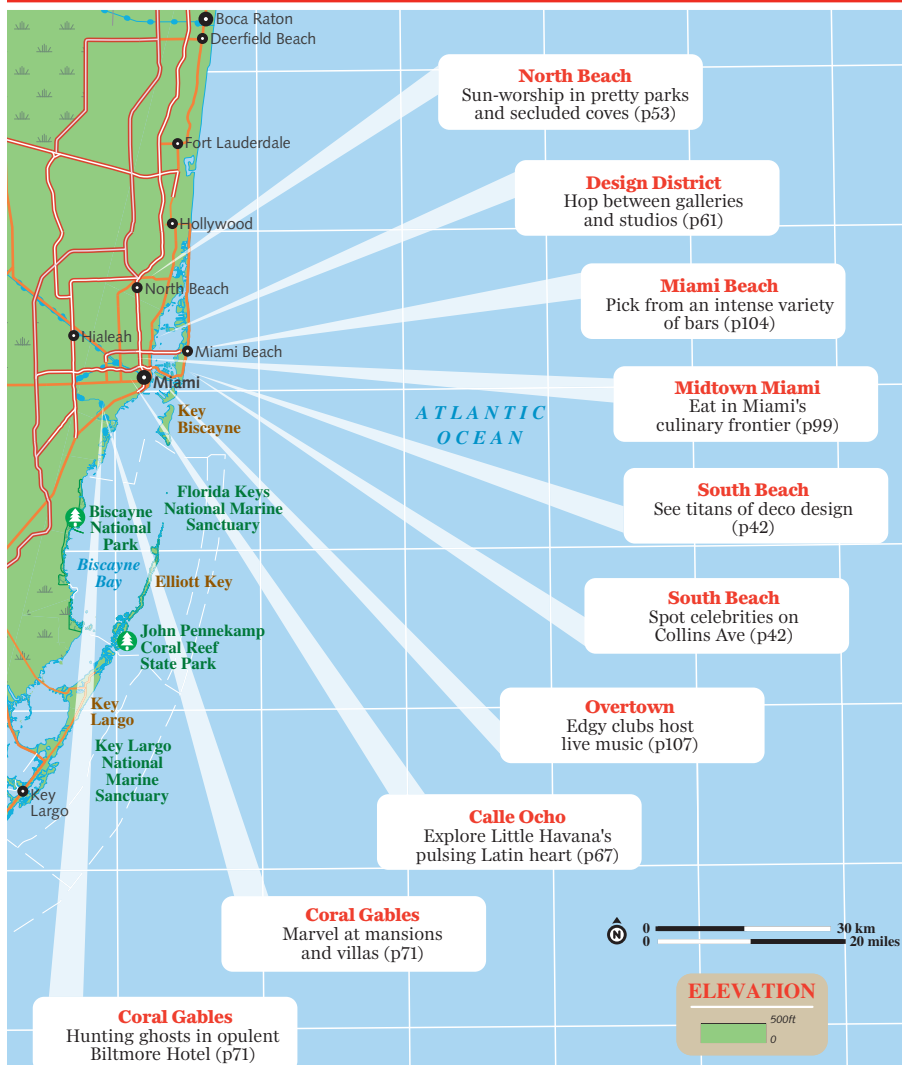 Boca Raton
Deerfield Beach
North Beach
Sun-worship in pretty parks
and secluded coves (p53)
Fort Lauderdale
Design District
Hop between galleries
and studios (p61)
Hollywood
North Beach
Miami Beach
Pick from an intense variety
of bars (p104)
Hialeah
Miami Beach
Miami
Midtown Miami
Eat in Miami's
culinary frontier (p99)
Key
Biscayne
ATLANTIC
OCEAN
South Beach
See titans of deco design
(p42)
Florida Keys
National Marine
Sanctuary
Biscayne
National
Park
Biscayne
Bay
Elliott Key
South Beach
Spot celebrities on
Collins Ave (p42)
John Pennekamp
Coral Reef
State Park
Key
Largo
Overtown
Edgy clubs host
live music (p107)
Key Largo
National
Marine
Sanctuary
Key
Largo
Calle Ocho
Explore Little Havana's
pulsing Latin heart (p67)
Coral Gables
Marvel at mansions
and villas (p71)
N
0 30 km
0 20 miles
ELEVATION
500ft
0
Coral Gables
Hunting ghosts in opulent
Biltmore Hotel (p71)